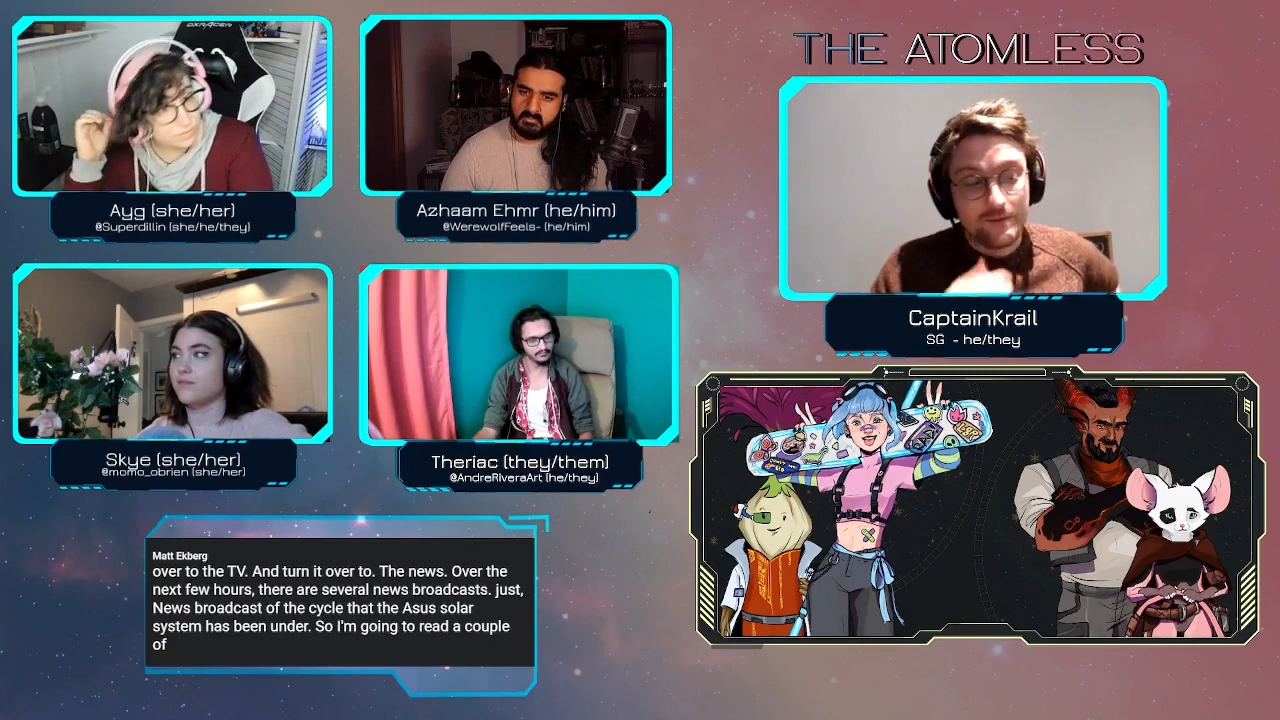 DXRACER
THE ATOMLESS
Ayg (she/her)
@Superdillin (she/he/they)
Azhaam Ehmr (he/him)
@WerewolfFeels- (he/him)
CaptainKrail
SG - he/they
Skye (she/her)
@momo_obrien (she/her)
Theriac (they/them)
@AndreRiveraArt (he/they)
Matt Ekberg
over to the TV. And turn it over to. The news. Over the
next few hours, there are several news broadcasts. just,
News broadcast of the cycle that the Asus solar
system has been under. So I'm going to read a couple
of